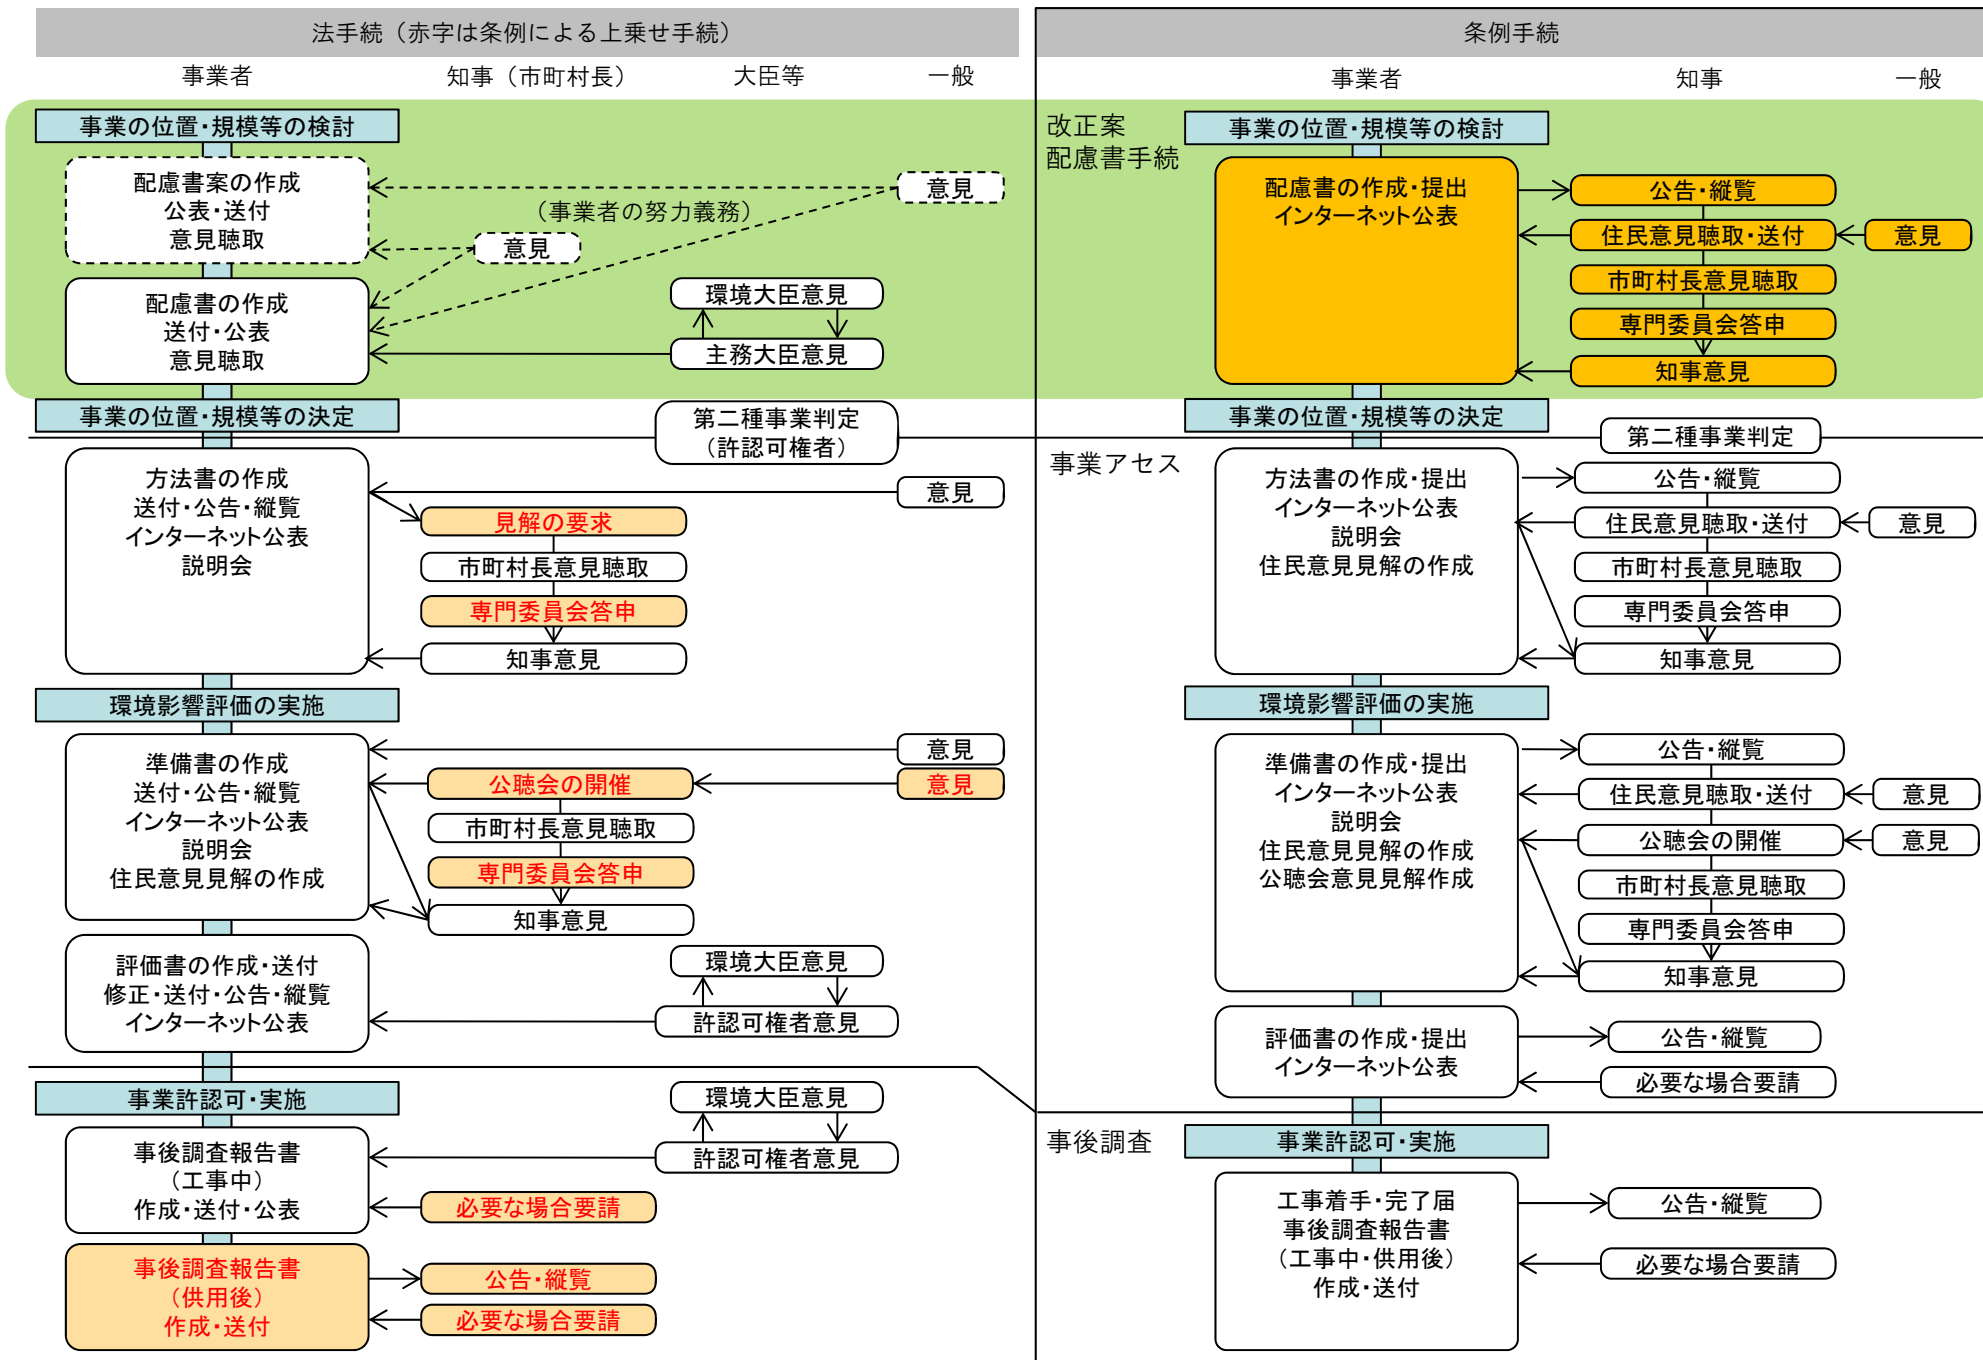 法手続（赤字は条例による上乗せ手続）
事業者
知事（市町村長）
大臣等
一般
事業の位置・規模等の検討
配慮書案の作成
公表・送付
意見聴取
意見
（事業者の努力義務）
意見
配慮書の作成
送付・公表
意見聴取
環境大臣意見
主務大臣意見
事業の位置・規模等の決定
第二種事業判定
（許認可権者）
方法書の作成
送付・公告・縦覧
インターネット公表
説明会
意見
見解の要求
市町村長意見聴取
専門委員会答申
知事意見
環境影響評価の実施
準備書の作成
送付・公告・縦覧
インターネット公表
説明会
住民意見見解の作成
意見
公聴会の開催
意見
市町村長意見聴取
専門委員会答申
知事意見
評価書の作成・送付
修正・送付・公告・縦覧
インターネット公表
環境大臣意見
許認可権者意見
事業許認可・実施
環境大臣意見
許認可権者意見
事後調査報告書
（工事中）
作成・送付・公表
必要な場合要請
事後調査報告書
（供用後）
作成・送付
公告・縦覧
必要な場合要請
条例手続
事業者
知事
一般
改正案
配慮書手続
事業の位置・規模等の検討
配慮書の作成・提出
インターネット公表
公告・縦覧
住民意見聴取・送付
意見
市町村長意見聴取
専門委員会答申
知事意見
事業の位置・規模等の決定
第二種事業判定
事業アセス
方法書の作成・提出
インターネット公表
説明会
住民意見見解の作成
公告・縦覧
住民意見聴取・送付
意見
市町村長意見聴取
専門委員会答申
知事意見
環境影響評価の実施
準備書の作成・提出
インターネット公表
説明会
住民意見見解の作成
公聴会意見見解作成
公告・縦覧
住民意見聴取・送付
意見
公聴会の開催
意見
市町村長意見聴取
専門委員会答申
知事意見
評価書の作成・提出
インターネット公表
公告・縦覧
必要な場合要請
事後調査
事業許認可・実施
工事着手・完了届
事後調査報告書
（工事中・供用後）
作成・送付
公告・縦覧
必要な場合要請